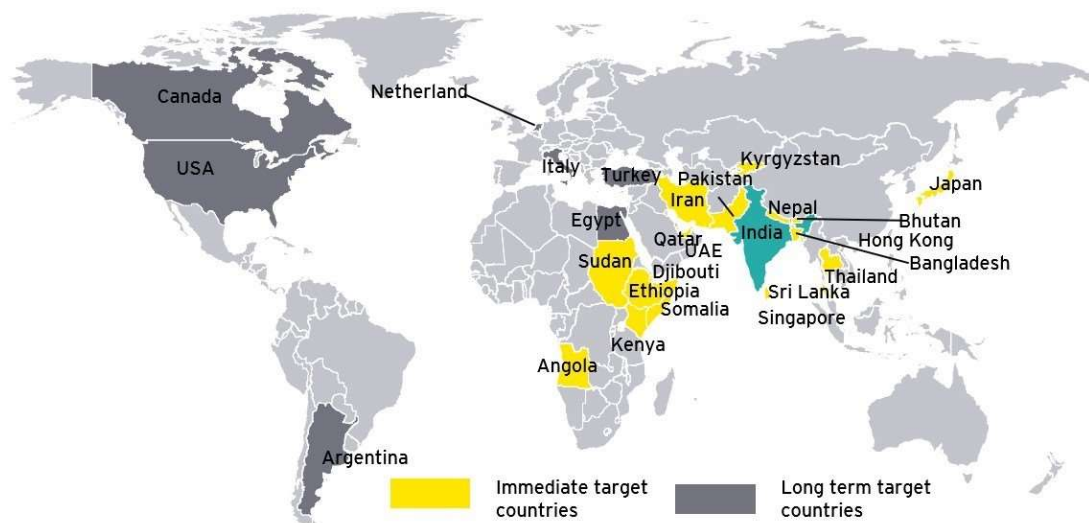 Canada
Netherland
USA
Italy
Turkey
Kyrgyzstan
Pakistan
Iran
Japan
Nepal
Bhutan
Egypt
India
Qatar
UAE
Hong Kong
Bangladesh
Sudan
Djibouti
Thailand
Ethiopia
Sri Lanka
Somalia
Singapore
Kenya
Angola
Argentina
Immediate target
countries
Long term target
countries